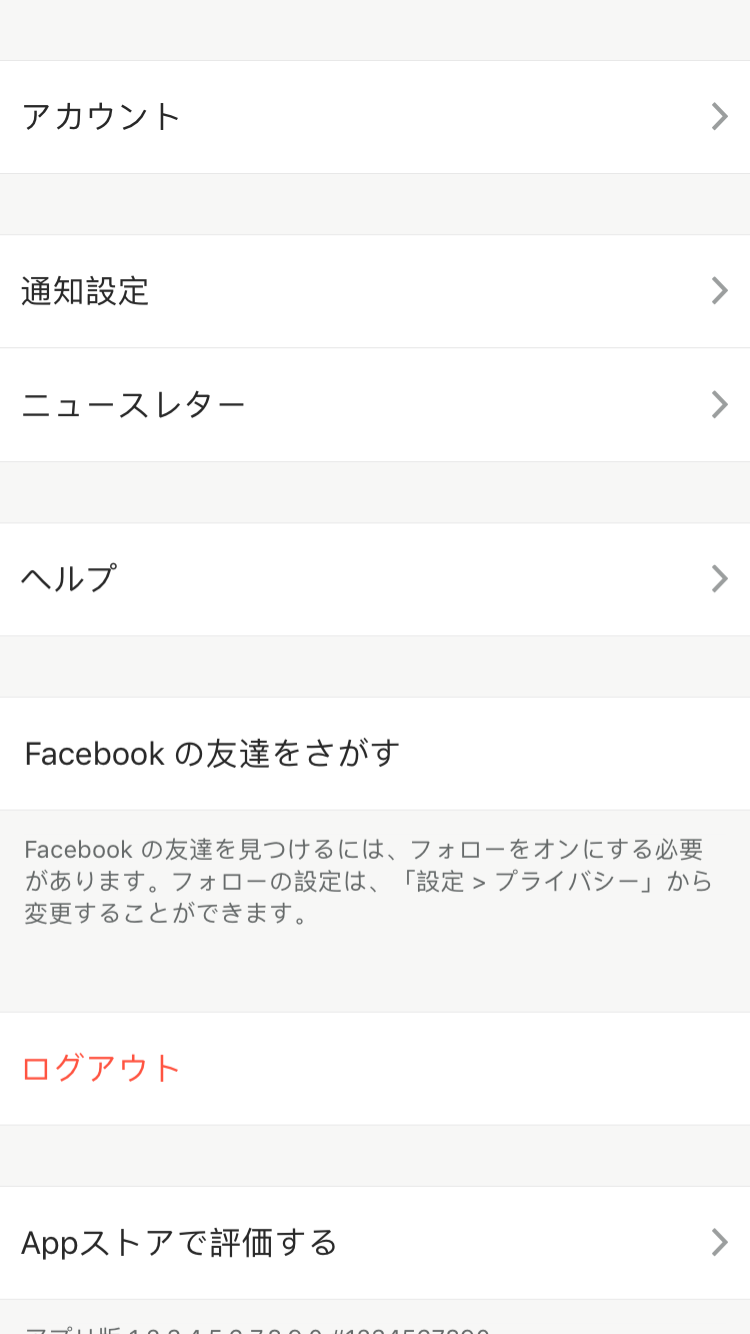 アカウント
通知設定
ニュースレター
ヘルプ
Facebook の友達をさがす
Facebook の友達を見つけるには、フォローをオンにする必要
があります。フォローの設定は、「設定 > プライバシー」から
変更することができます。
ログアウト
Appストアで評価する
アプリ版